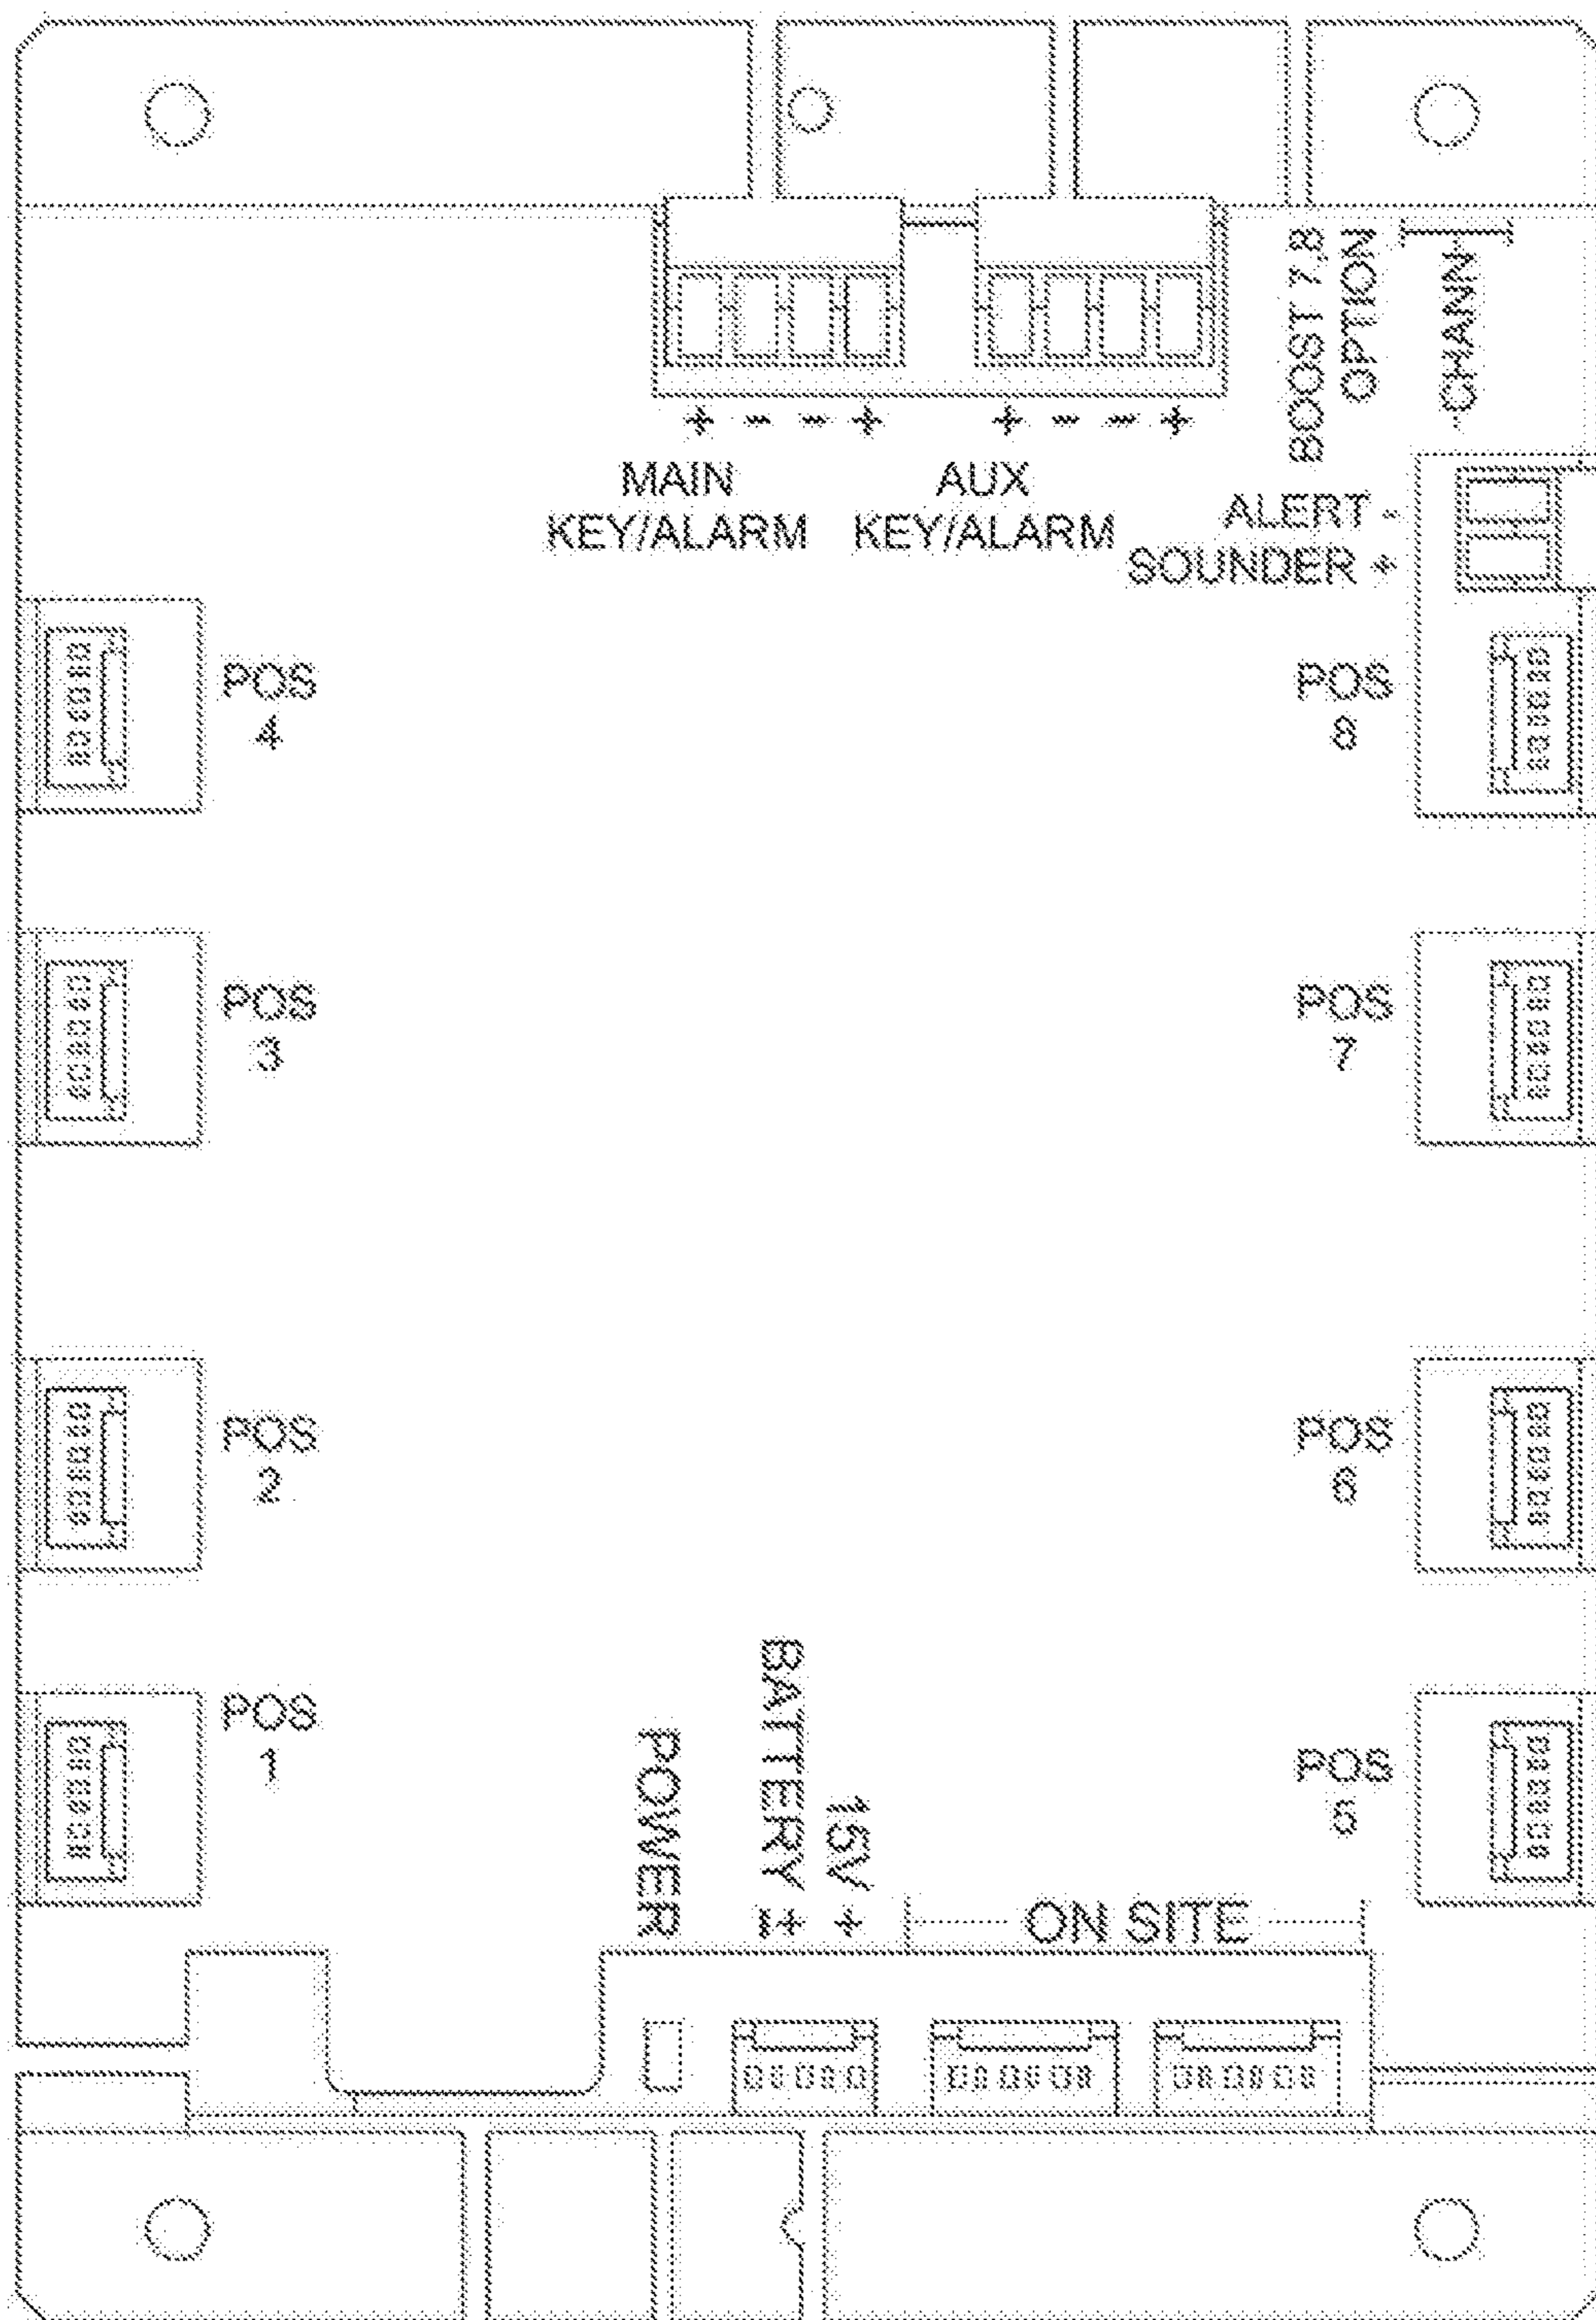 BOOST 7,8
OPTION
CHANN
+ - - +
+ - - +
MAIN
KEY/ALARM
AUX
KEY/ALARM
ALERT -
SOUNDER +
POS
4
POS
8
POS
3
POS
7
POS
2
POS
6
POS
1
POS
5
POWER
BATTERY ±
15V +
ON SITE